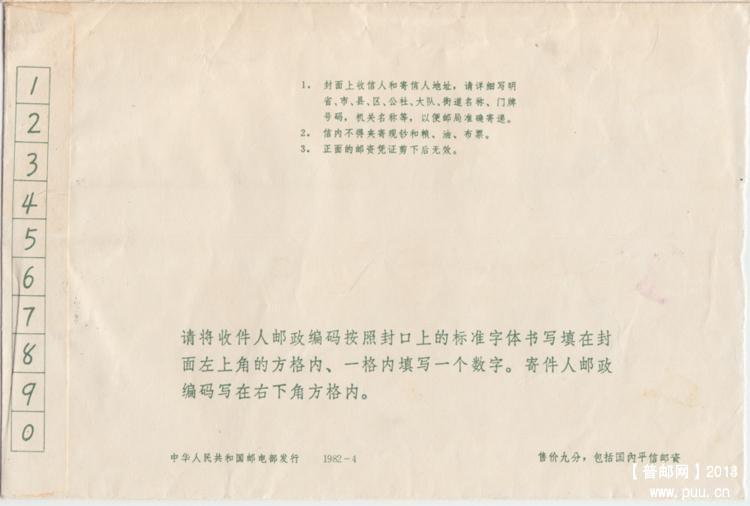 1
2
3
4
5
6
7
8
9
0
1. 封面上收信人和寄信人地址，请详细写明
省、市、县、区、公社、大队、街道名称、门牌
号码，机关名称等，以便邮局准确寄递。
2. 信内不得夹寄现钞和粮、油、布票。
3. 正面的邮资凭证剪下后无效。
请将收件人邮政编码按照封口上的标准字体书写填在封
面左上角的方格内、一格内填写一个数字。寄件人邮政
编码写在右下角方格内。
中华人民共和国邮电部发行 1982-4
售价九分，包括国内平信邮资
【普邮网】2013
www.puu.cn